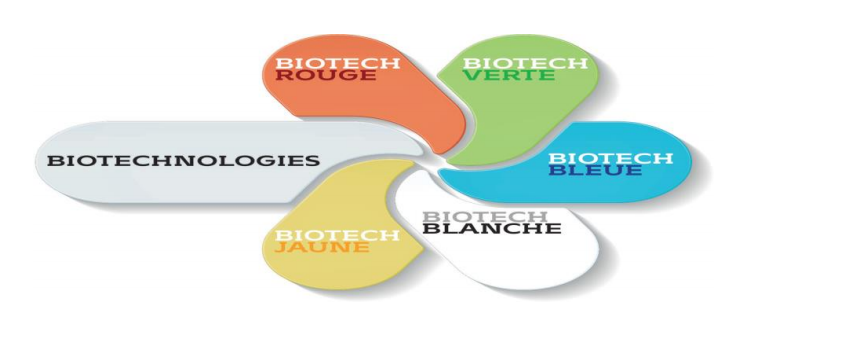 BIOTECH
ROUGE
BIOTECH
VERTE
BIOTECHNOLOGIES
BIOTECH
BLEUE
BIOTECH
BLANCHE
BIOTECH
JAUNE